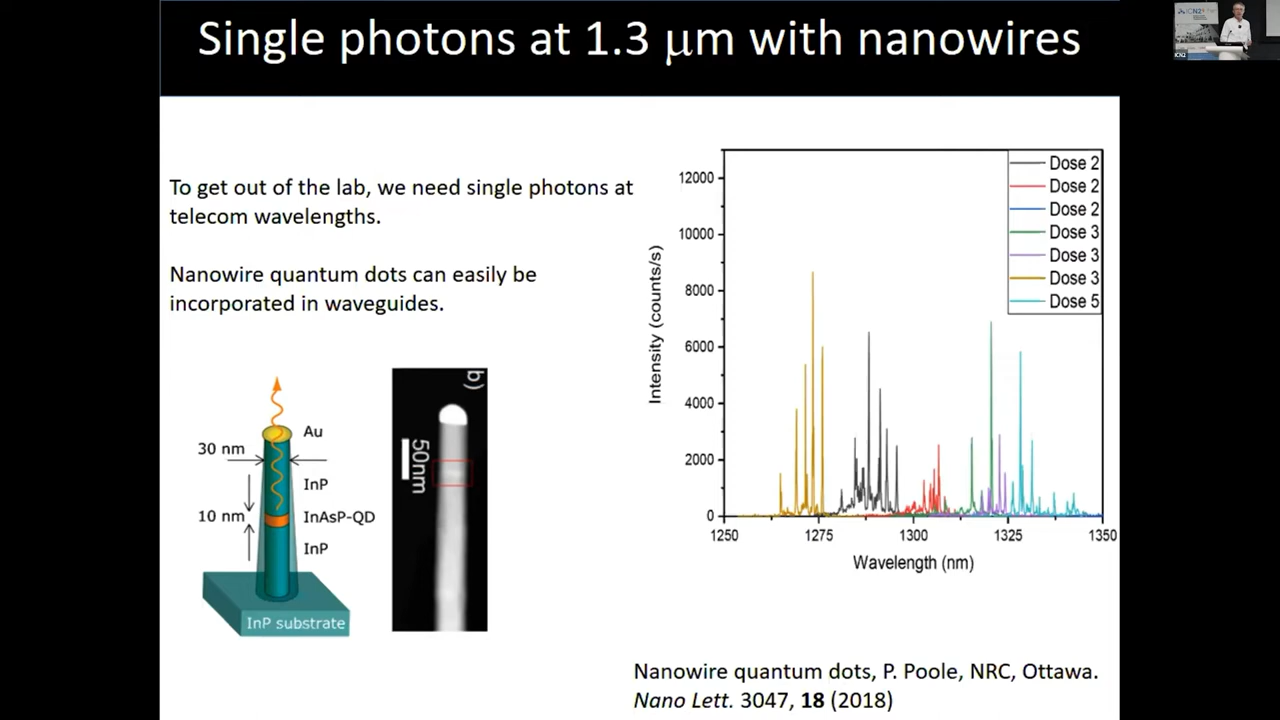 Single photons at 1.3 μm with nanowires
To get out of the lab, we need single photons at
telecom wavelengths.
Nanowire quantum dots can easily be
incorporated in waveguides.
Au
30 nm
InP
10 nm
InAsP-QD
InP
InP substrate
b)
50nm
Intensity (counts/s)
12000
10000
8000
6000
4000
2000
0
1250
1275
1300
1325
1350
Wavelength (nm)
Dose 2
Dose 2
Dose 2
Dose 3
Dose 3
Dose 3
Dose 5
Nanowire quantum dots, P. Poole, NRC, Ottawa.
Nano Lett. 3047, 18 (2018)
ICN2